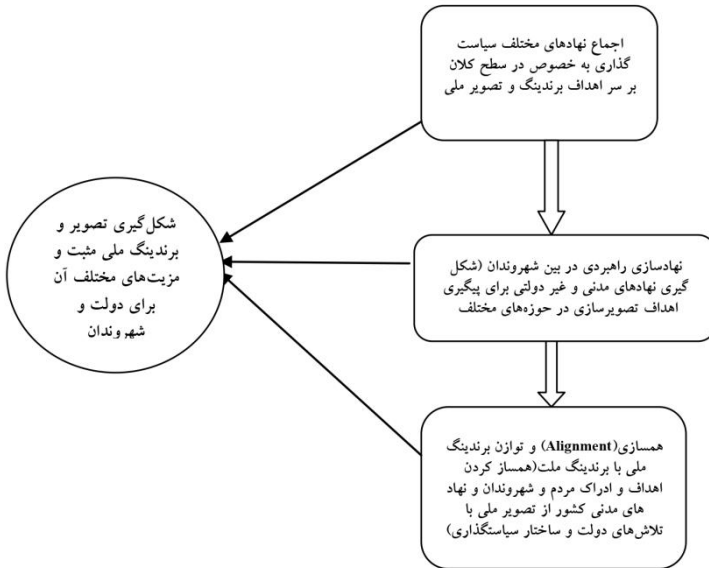 اجماع نهادهای مختلف سیاست
گذاری به خصوص در سطح کلان
بر سر اهداف برندینگ و تصویر ملی
نهادسازی راهبردی در بین شهروندان (شکل
گیری نهادهای مدنی و غیر دولتی برای پیگیری
اهداف تصویرسازی در حوزه‌های مختلف
همسازی(Alignment) و توازن برندینگ
ملی با برندینگ ملت(همساز کردن
اهداف و ادراک مردم و شهروندان و نهاد
های مدنی کشور از تصویر ملی با
تلاش‌های دولت و ساختار سیاستگذاری)
شکل‌گیری تصویر و
برندینگ ملی مثبت و
مزیت‌های مختلف آن
برای دولت و
شهروندان